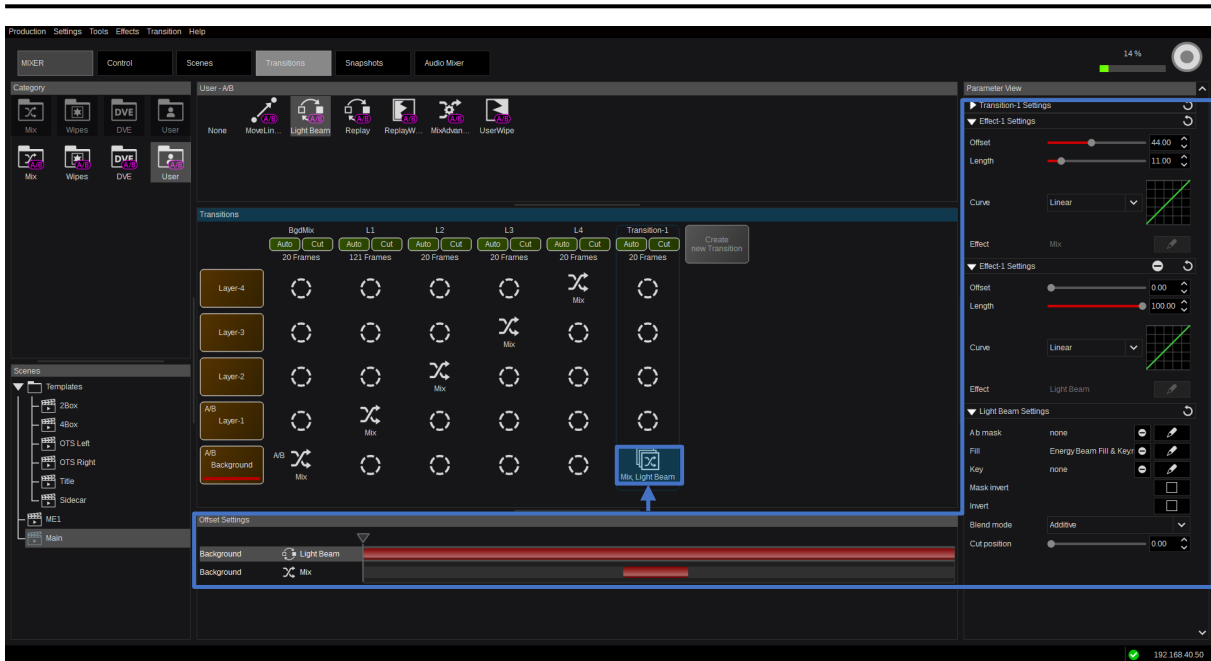 Production Settings Tools Effects Transition Help
MIXER Control Scenes Transitions Snapshots Audio Mixer 14 %
Category
Mix Wipes DVE User
A/B A/B A/B A/B
Mix Wipes DVE User
User - A/B
A/B A/B A/B A/B A/B A/B
None MoveLin... Light Beam Replay ReplayW... MixAdvan... UserWipe
Transitions
BgdMix L1 L2 L3 L4 Transition-1
Auto Cut Auto Cut Auto Cut Auto Cut Auto Cut Auto Cut
20 Frames 121 Frames 20 Frames 20 Frames 20 Frames 20 Frames
Create
new Transition
Layer-4 Mix
Layer-3 Mix
Layer-2 Mix
A/B
Layer-1 Mix
A/B
Background A/B Mix Mix, Light Beam
Scenes
Templates
2Box
4Box
OTS Left
OTS Right
Title
Sidecar
ME1
Main
Offset Settings
Background Light Beam
Background Mix
Parameter View
Transition-1 Settings
Effect-1 Settings
Offset 44.00
Length 11.00
Curve Linear
Effect Mix
Effect-1 Settings
Offset 0.00
Length 100.00
Curve Linear
Effect Light Beam
Light Beam Settings
Ab mask none
Fill Energy Beam Fill & Keyr
Key none
Mask invert
Invert
Blend mode Additive
Cut position 0.00
192.168.40.50